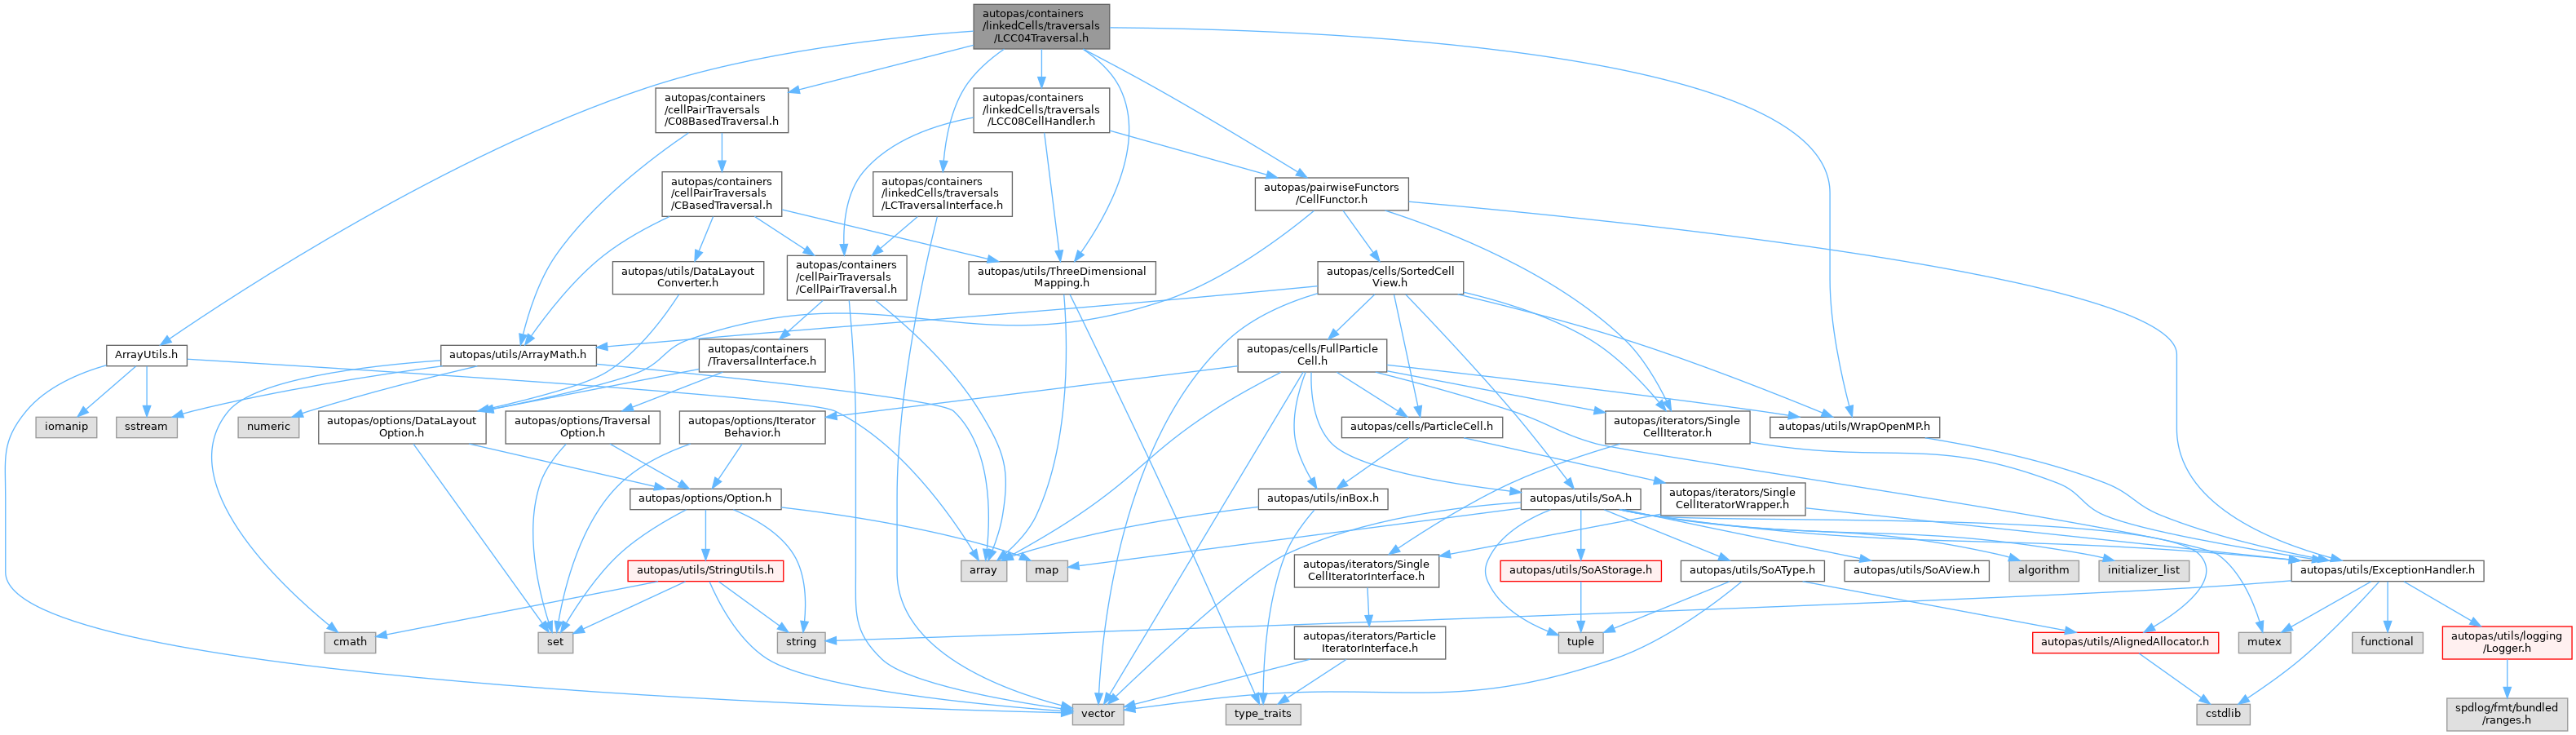 autopas/containers
/linkedCells/traversals
/LCC04Traversal.h
autopas/containers
/cellPairTraversals
/C08BasedTraversal.h
autopas/containers
/linkedCells/traversals
/LCC08CellHandler.h
autopas/containers
/cellPairTraversals
/CBasedTraversal.h
autopas/containers
/linkedCells/traversals
/LCTraversalInterface.h
autopas/pairwiseFunctors
/CellFunctor.h
autopas/utils/DataLayout
Converter.h
autopas/containers
/cellPairTraversals
/CellPairTraversal.h
autopas/utils/ThreeDimensional
Mapping.h
autopas/cells/SortedCell
View.h
ArrayUtils.h
autopas/utils/ArrayMath.h
autopas/containers
/TraversalInterface.h
autopas/cells/FullParticle
Cell.h
iomanip
sstream
numeric
autopas/options/DataLayout
Option.h
autopas/options/Traversal
Option.h
autopas/options/Iterator
Behavior.h
autopas/cells/ParticleCell.h
autopas/iterators/Single
CellIterator.h
autopas/utils/WrapOpenMP.h
autopas/options/Option.h
autopas/utils/inBox.h
autopas/utils/SoA.h
autopas/iterators/Single
CellIteratorWrapper.h
autopas/utils/StringUtils.h
array
map
autopas/iterators/Single
CellIteratorInterface.h
autopas/utils/SoAStorage.h
autopas/utils/SoAType.h
autopas/utils/SoAView.h
algorithm
initializer_list
autopas/utils/ExceptionHandler.h
cmath
set
string
autopas/iterators/Particle
IteratorInterface.h
tuple
autopas/utils/AlignedAllocator.h
mutex
functional
autopas/utils/logging
/Logger.h
vector
type_traits
cstdlib
spdlog/fmt/bundled
/ranges.h